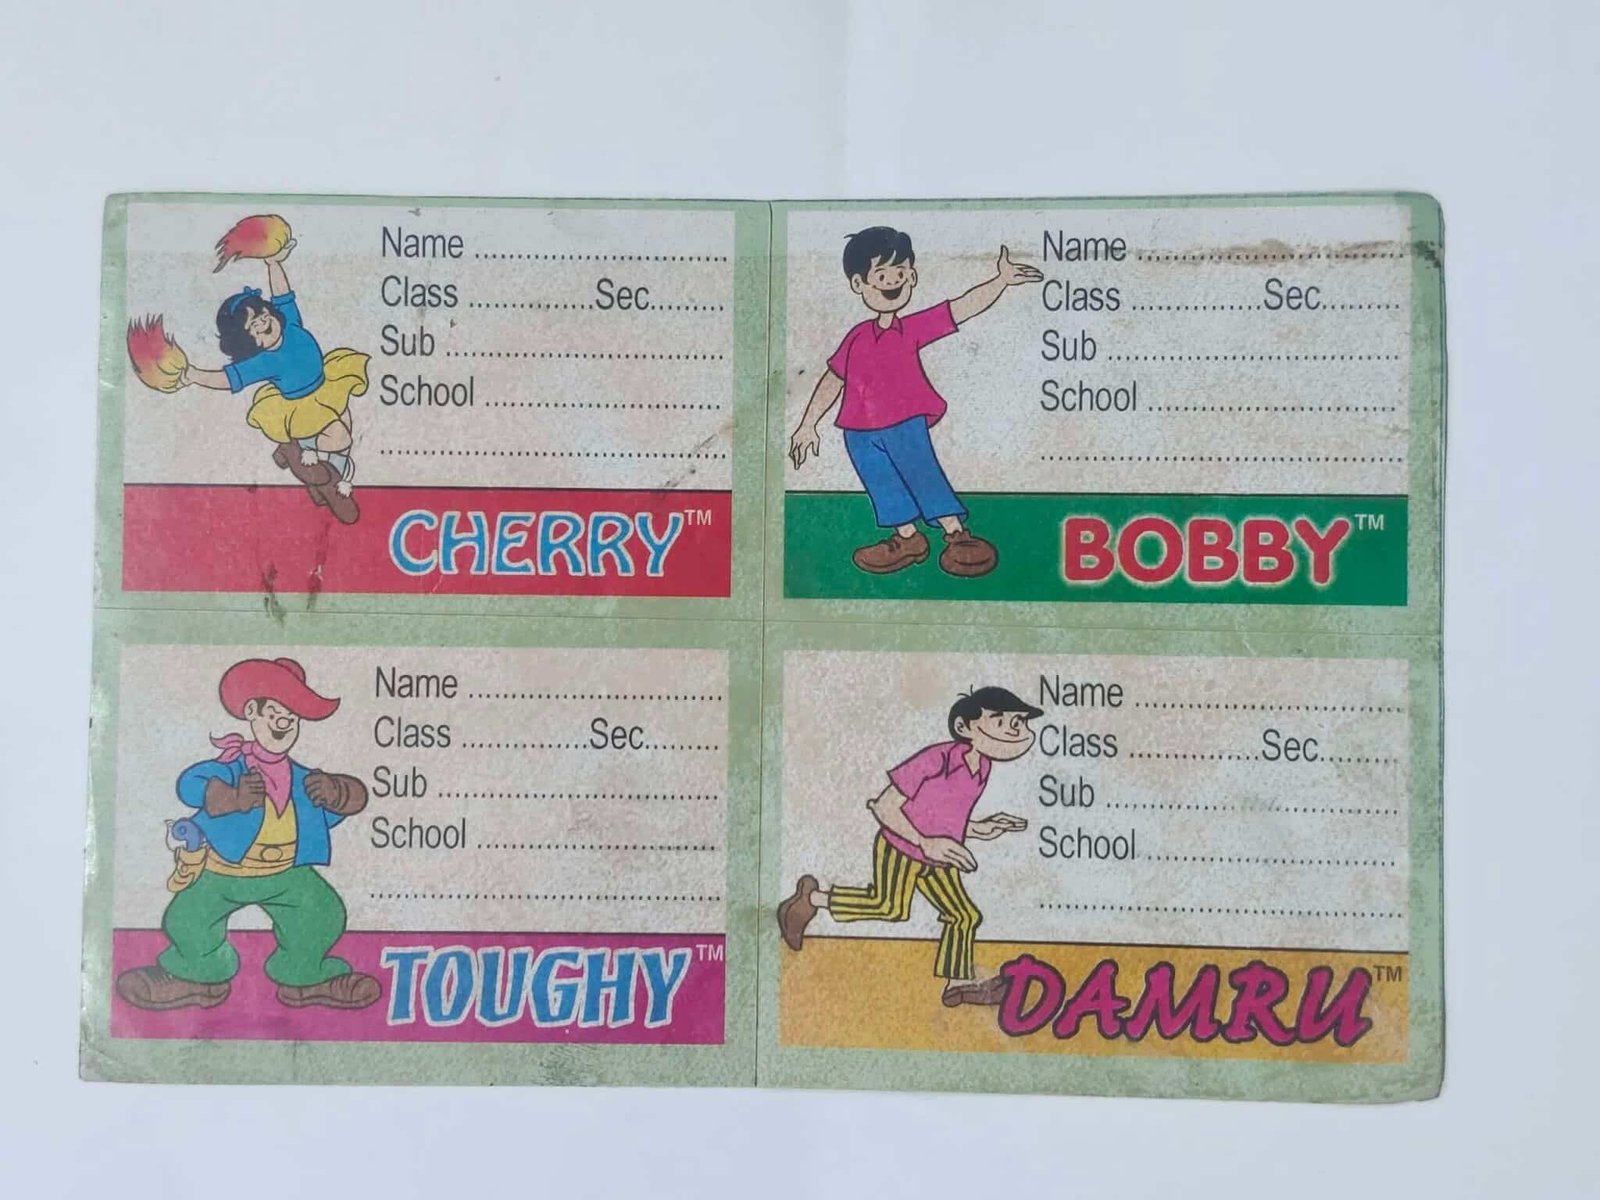 Name ..............................
Class ...............Sec.........
Sub .................................
School ............................
.........................................
CHERRY™
Name ................................
Class ................Sec..........
Sub ...................................
School ..............................
...........................................
BOBBY™
Name ..............................
Class ...............Sec.........
Sub .................................
School .............................
.........................................
TOUGHY™
Name ................................
Class ................Sec..........
Sub ...................................
School ..............................
...........................................
DAMRU™